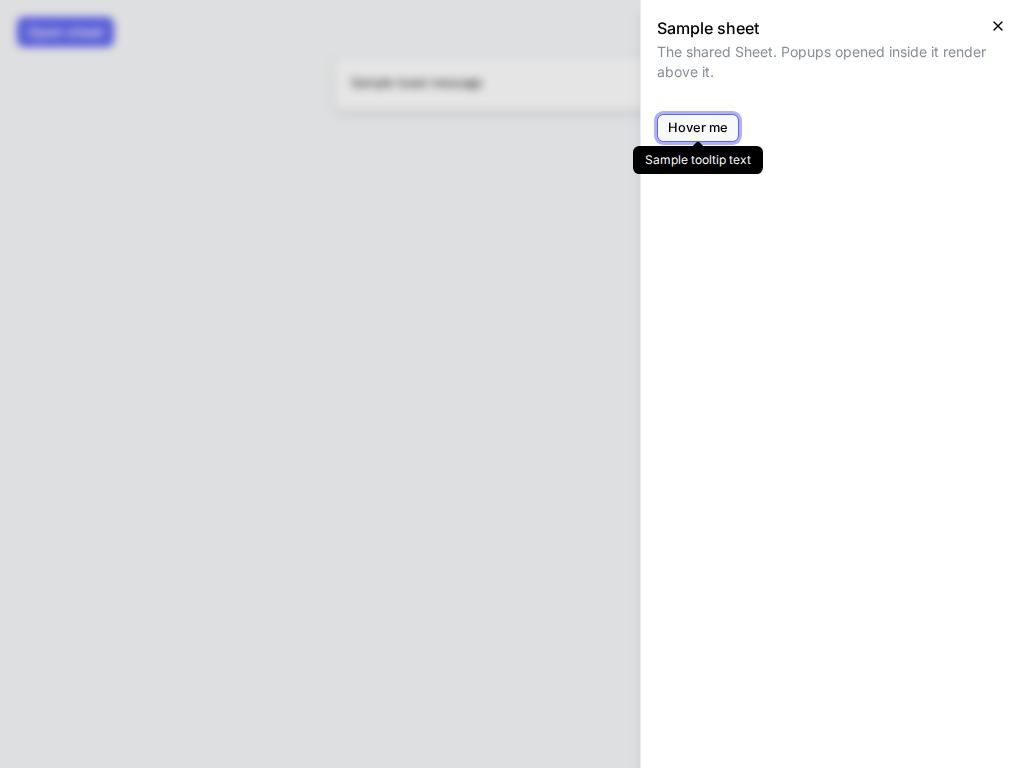 Open sheet
Sample toast message
Sample sheet
The shared Sheet. Popups opened inside it render
above it.
Hover me
Sample tooltip text